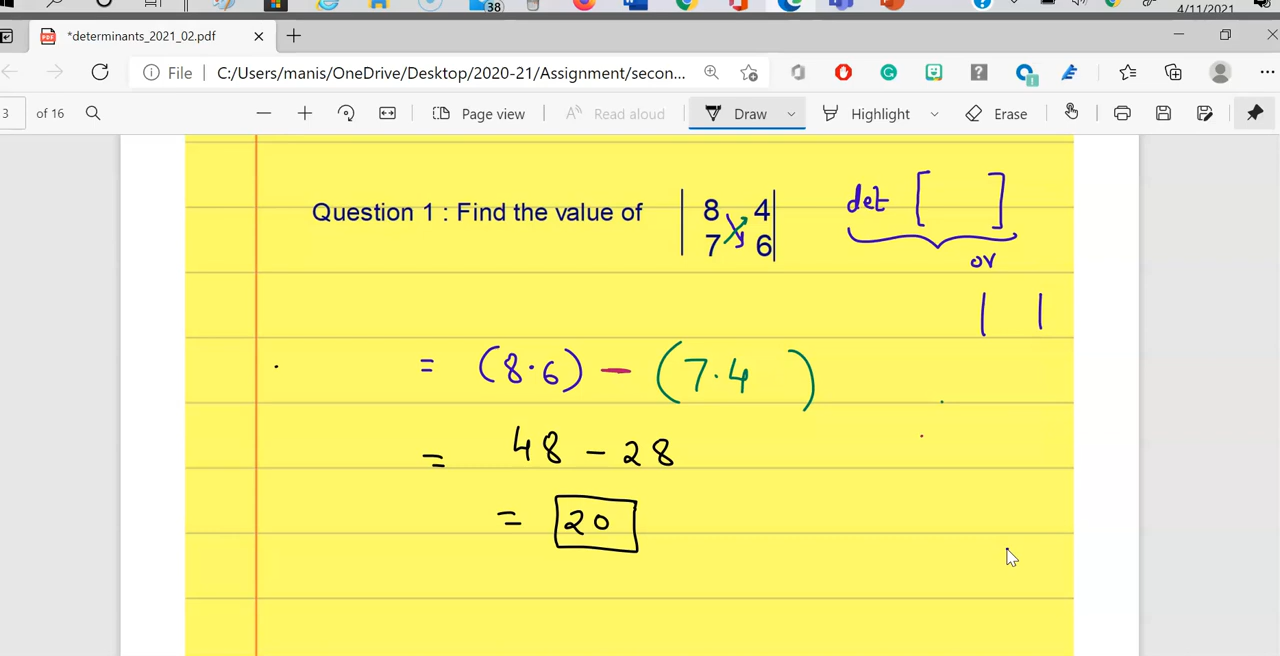 38
4/11/2021
*determinants_2021_02.pdf
File C:/Users/manis/OneDrive/Desktop/2020-21/Assignment/secon...
3 of 16 Page view Read aloud Draw Highlight Erase
Question 1 : Find the value of | 8 4 | det [ ]
| 7 6 |
or
| |
= (8·6) - (7·4 )
= 48 - 28
= 20